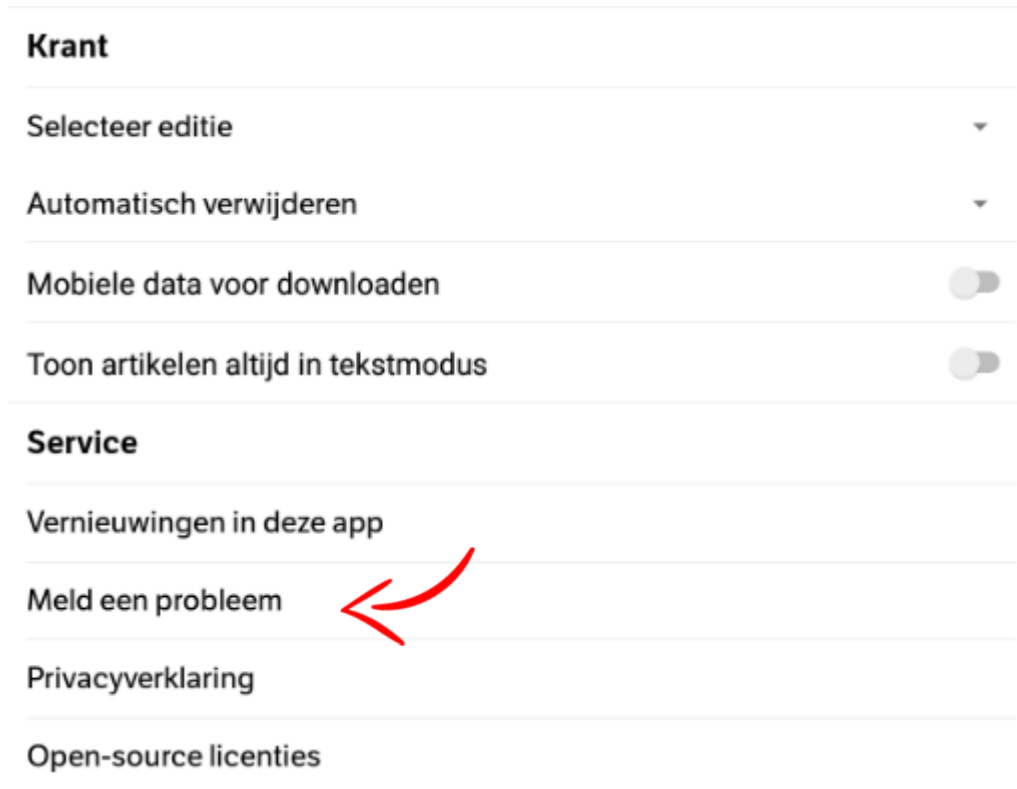 Krant
Selecteer editie
Automatisch verwijderen
Mobiele data voor downloaden
Toon artikelen altijd in tekstmodus
Service
Vernieuwingen in deze app
Meld een probleem
Privacyverklaring
Open-source licenties